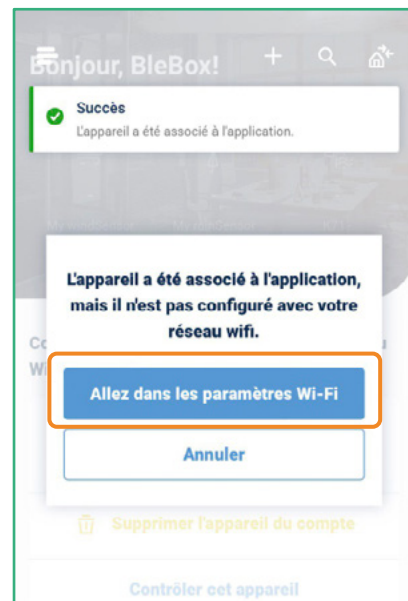 Bonjour, BleBox!
Succès
L'appareil a été associé à l'application.
L'appareil a été associé à l'application,
mais il n'est pas configuré avec votre
réseau wifi.
Allez dans les paramètres Wi-Fi
Annuler
Supprimer l'appareil du compte
Contrôler cet appareil